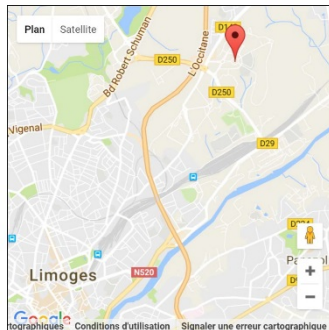 Plan Satellite
Bd Robert Schuman
D250
L'Occitane
D250
Vigenal
D29
Limoges
N520
Google
tographiques Conditions d'utilisation Signaler une erreur cartographique